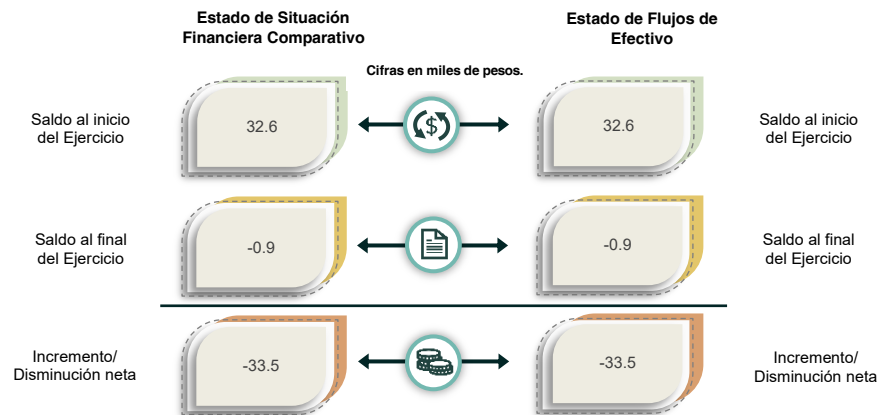 Estado de Situación
Financiera Comparativo
Estado de Flujos de
Efectivo
Cifras en miles de pesos.
Saldo al inicio
del Ejercicio
32.6
$
32.6
Saldo al inicio
del Ejercicio
Saldo al final
del Ejercicio
-0.9
-0.9
Saldo al final
del Ejercicio
Incremento/
Disminución neta
-33.5
-33.5
Incremento/
Disminución neta